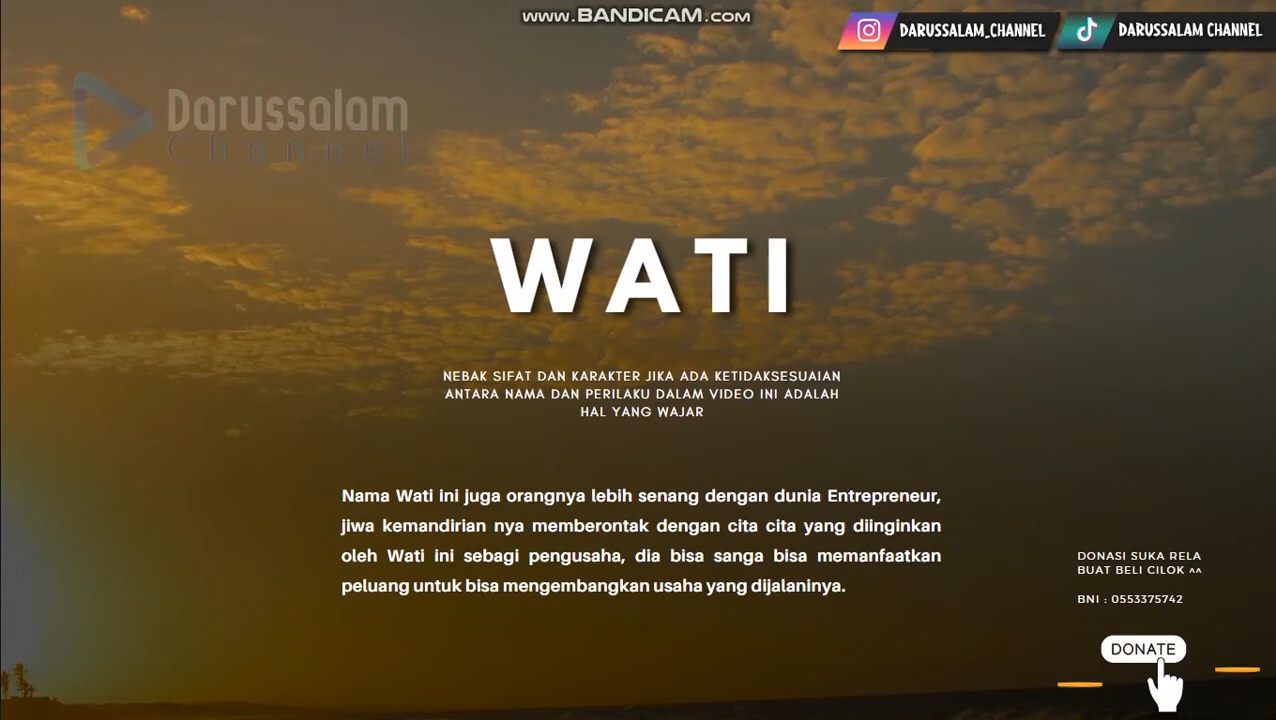 www.BANDICAM.com
DARUSSALAM_CHANNEL
DARUSSALAM CHANNEL
Darussalam
Channel
WATI
NEBAK SIFAT DAN KARAKTER JIKA ADA KETIDAKSESUAIAN
ANTARA NAMA DAN PERILAKU DALAM VIDEO INI ADALAH
HAL YANG WAJAR
Nama Wati ini juga orangnya lebih senang dengan dunia Entrepreneur,
jiwa kemandirian nya memberontak dengan cita cita yang diinginkan
oleh Wati ini sebagi pengusaha, dia bisa sanga bisa memanfaatkan
peluang untuk bisa mengembangkan usaha yang dijalaninya.
DONASI SUKA RELA
BUAT BELI CILOK ^^
BNI : 0553375742
DONATE